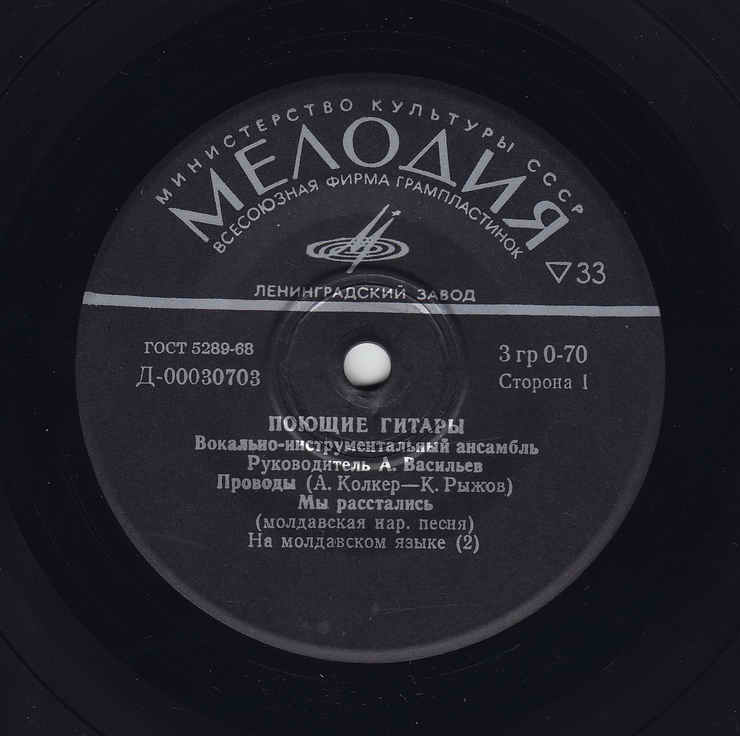 МИНИСТЕРСТВО КУЛЬТУРЫ СССР
МЕЛОДИЯ
ВСЕСОЮЗНАЯ ФИРМА ГРАМПЛАСТИНОК
▽33
ЛЕНИНГРАДСКИЙ ЗАВОД
ГОСТ 5289-68
Д-00030703
3 гр 0-70
Сторона 1
ПОЮЩИЕ ГИТАРЫ
Вокально-инструментальный ансамбль
Руководитель А. Васильев
Проводы (А. Колкер—К. Рыжов)
Мы расстались
(молдавская нар. песня)
На молдавском языке (2)